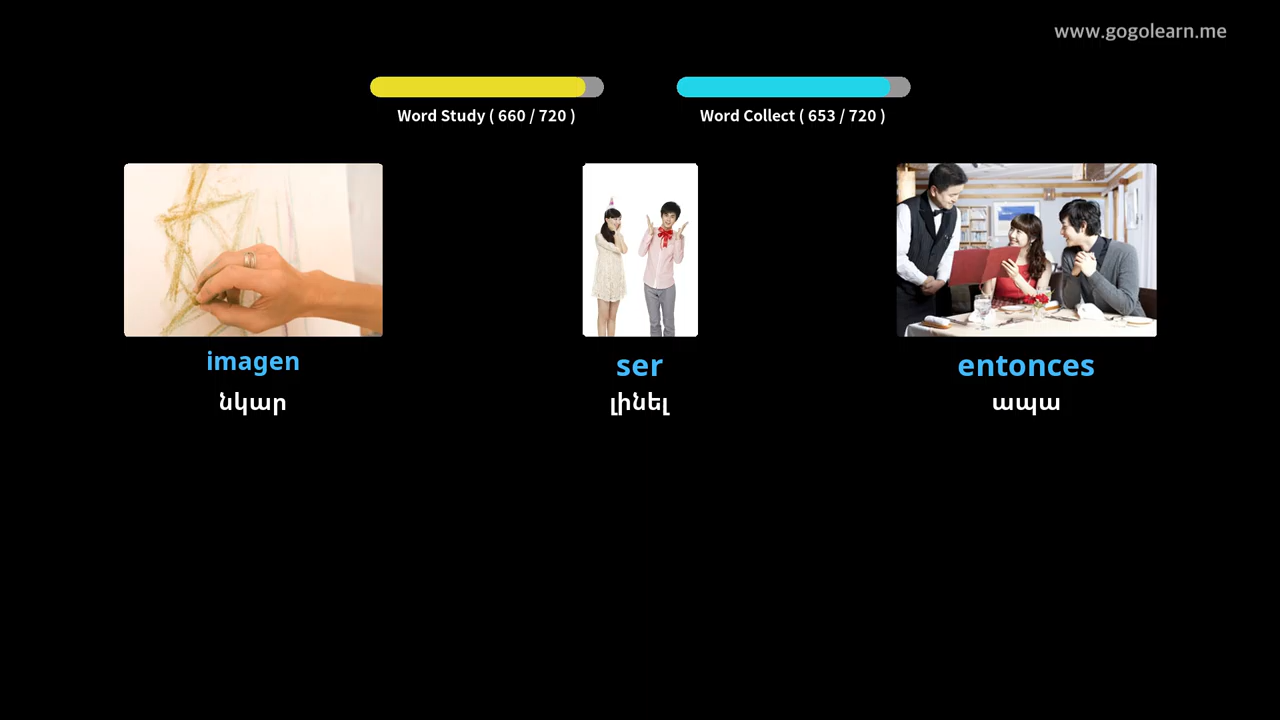 www.gogolearn.me
Word Study ( 660 / 720 )
Word Collect ( 653 / 720 )
imagen
ser
entonces
նկար
լինել
ապա